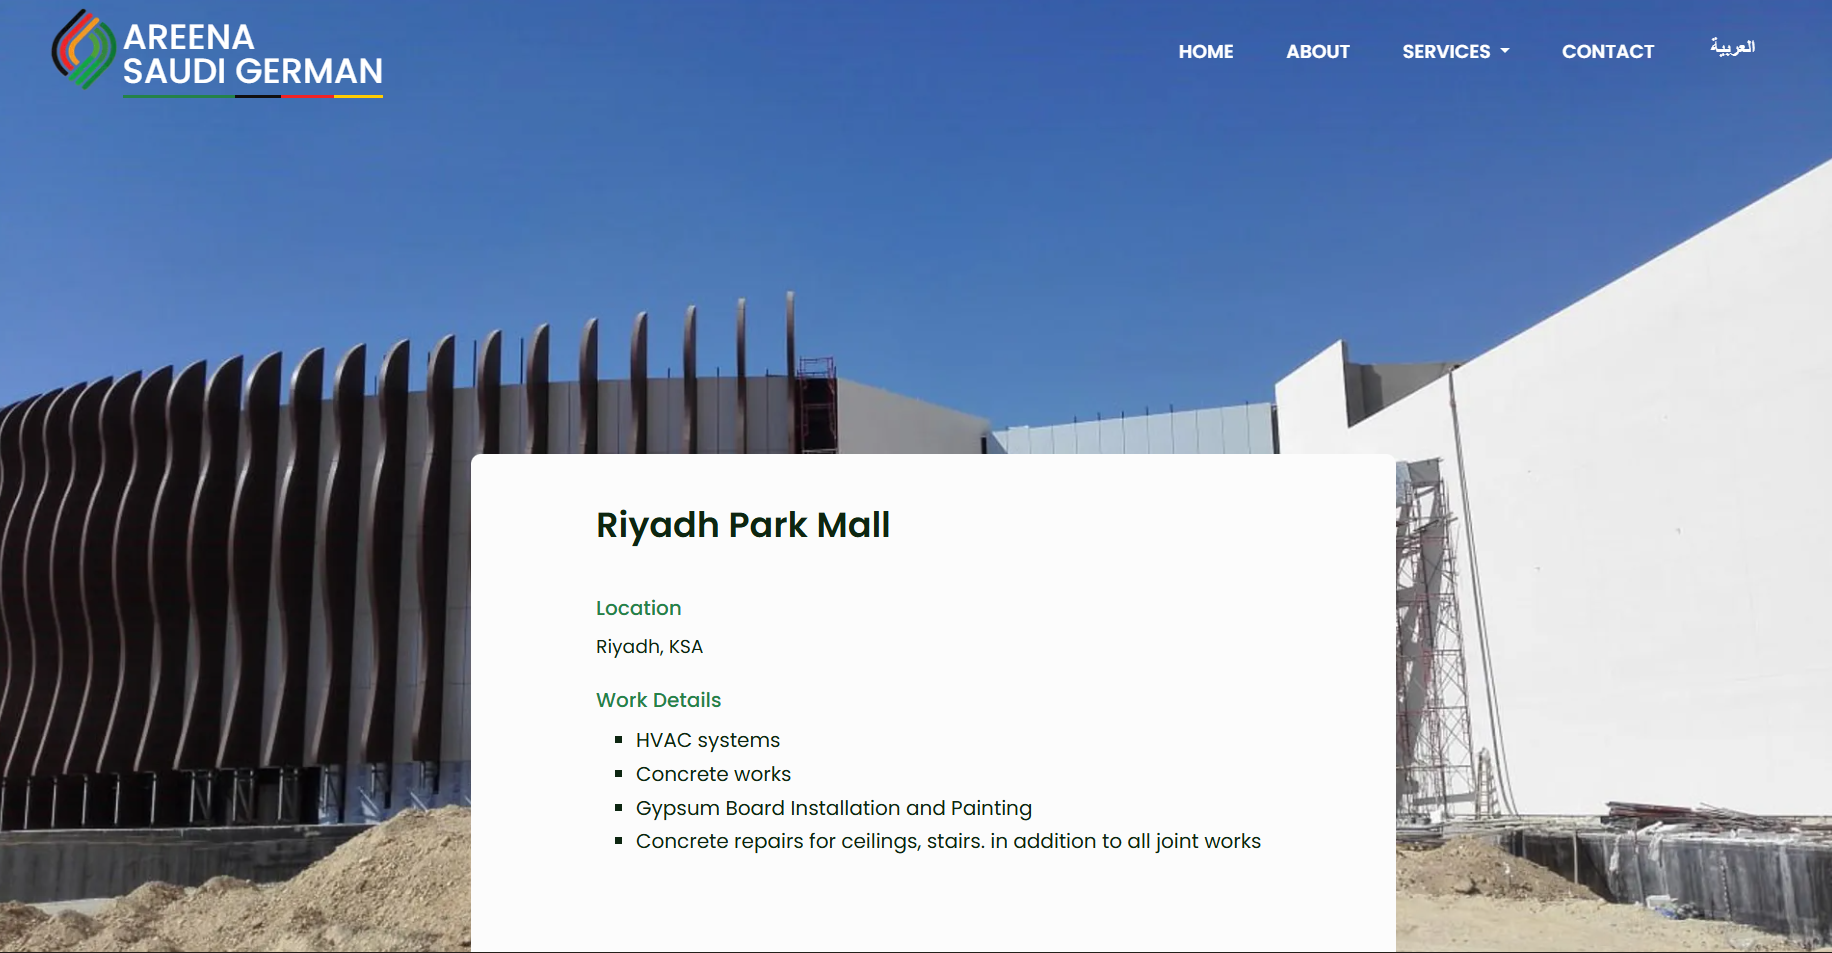 AREENA
SAUDI GERMAN
HOME ABOUT SERVICES CONTACT العربية
Riyadh Park Mall
Location
Riyadh, KSA
Work Details
HVAC systems
Concrete works
Gypsum Board Installation and Painting
Concrete repairs for ceilings, stairs. in addition to all joint works